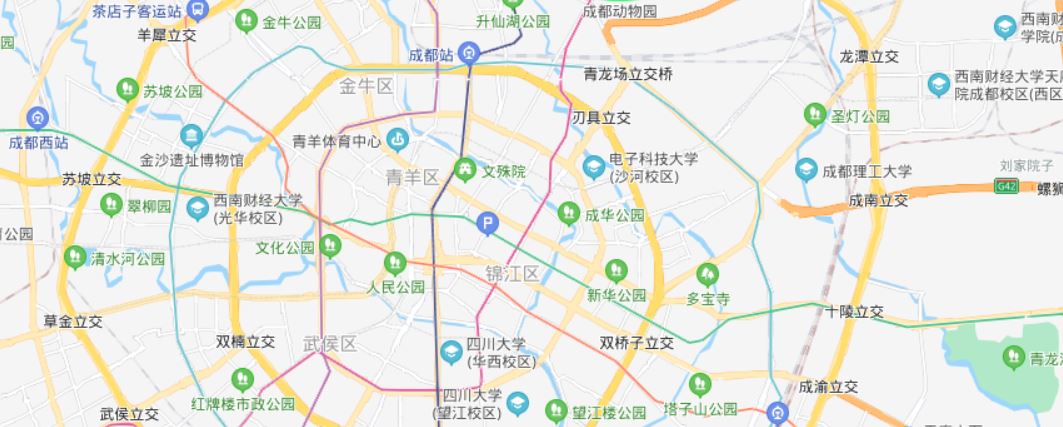 茶店子客运站
羊犀立交
金牛公园
升仙湖公园
成都动物园
成都站
西南财
学院(成
龙潭立交
青龙场立交桥
金牛区
西南财经大学天府
院成都校区(西区
苏坡公园
刃具立交
圣灯公园
成都西站
青羊体育中心
金沙遗址博物馆
电子科技大学
(沙河校区)
刘家院子
文殊院
成都理工大学
苏坡立交
青羊区
G42
螺狮
翠柳园
西南财经大学
(光华校区)
成南立交
成华公园
P
河公园
文化公园
清水河公园
锦江区
人民公园
新华公园
多宝寺
十陵立交
草金立交
双楠立交
武侯区
四川大学
(华西校区)
双桥子立交
青龙
红牌楼市政公园
四川大学
(望江校区)
望江楼公园
塔子山公园
成渝立交
武侯立交